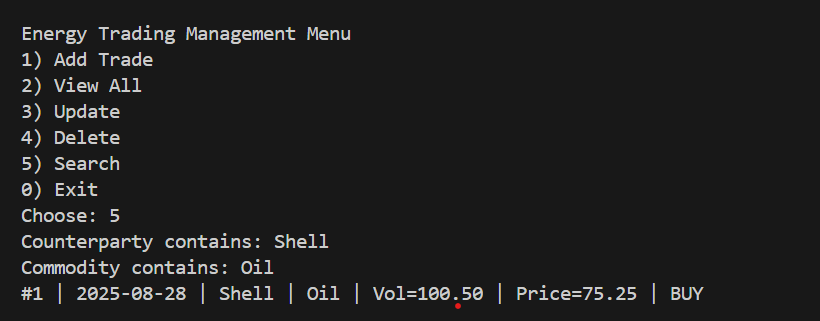 Energy Trading Management Menu
1) Add Trade
2) View All
3) Update
4) Delete
5) Search
0) Exit
Choose: 5
Counterparty contains: Shell
Commodity contains: Oil
#1 | 2025-08-28 | Shell | Oil | Vol=100.50 | Price=75.25 | BUY